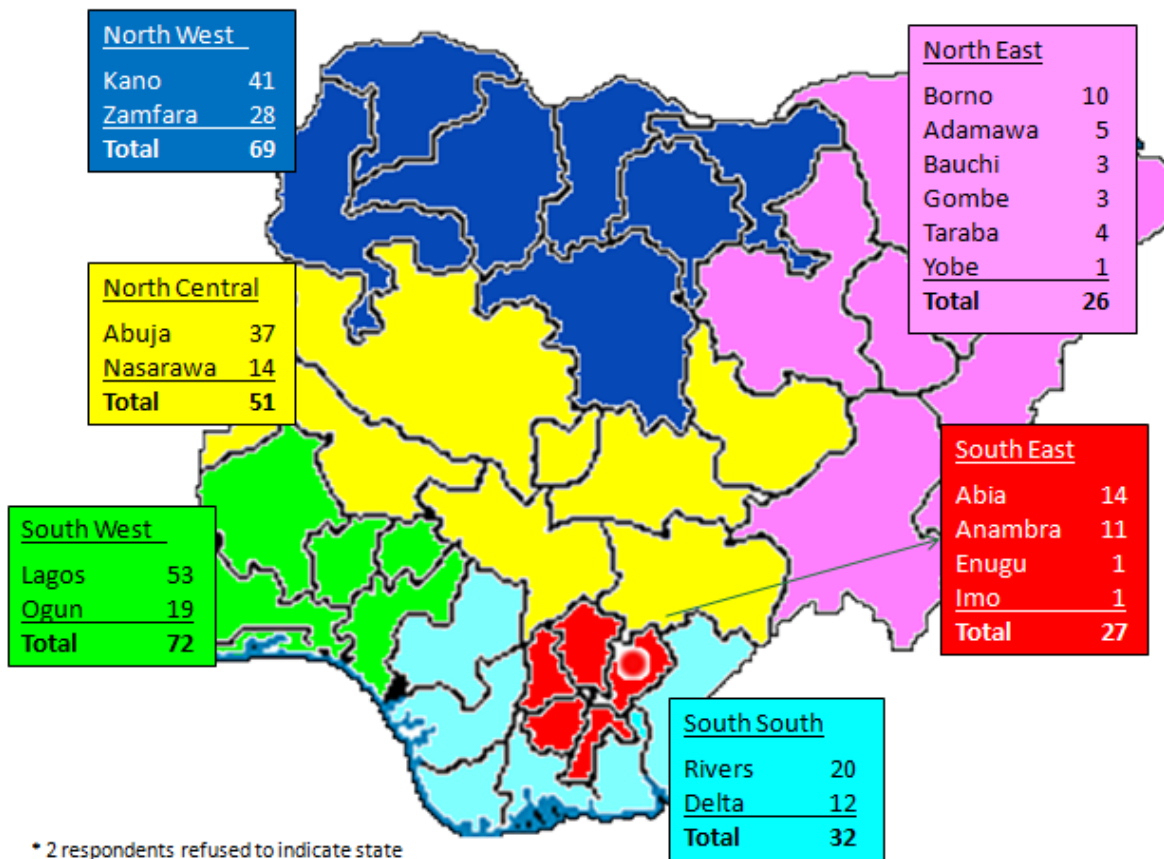 North West
Kano 41
Zamfara 28
Total 69
North East
Borno 10
Adamawa 5
Bauchi 3
Gombe 3
Taraba 4
Yobe 1
Total 26
North Central
Abuja 37
Nasarawa 14
Total 51
South East
Abia 14
Anambra 11
Enugu 1
Imo 1
Total 27
South West
Lagos 53
Ogun 19
Total 72
South South
Rivers 20
Delta 12
Total 32
* 2 respondents refused to indicate state